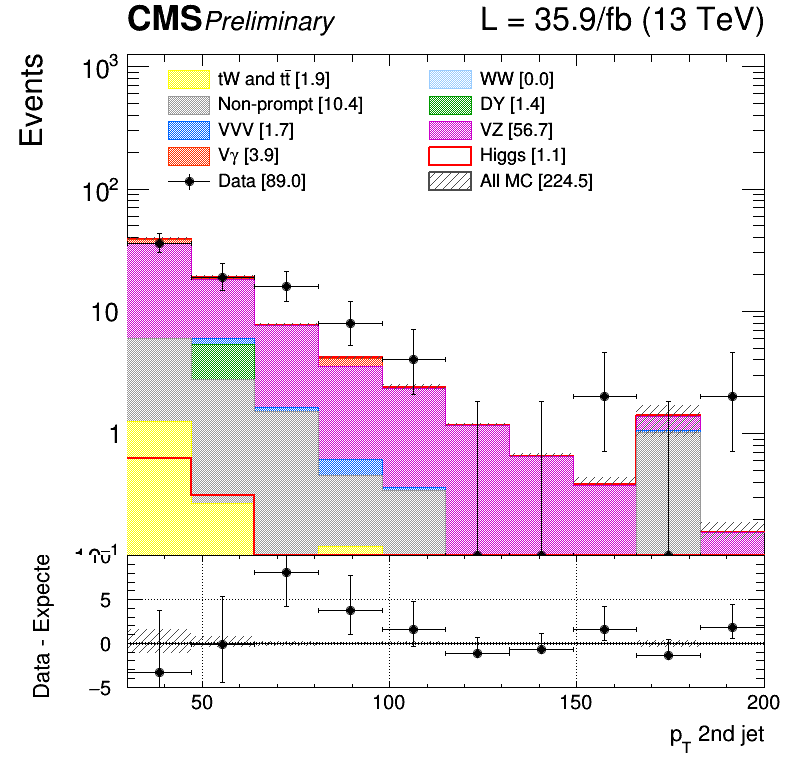 CMS Preliminary L = 35.9/fb (13 TeV)
Events
10³
10²
10
1
tW and tt̄ [1.9]
Non-prompt [10.4]
VVV [1.7]
Vγ [3.9]
Data [89.0]
WW [0.0]
DY [1.4]
VZ [56.7]
Higgs [1.1]
All MC [224.5]
Data - Expecte
5
0
−5
50 100 150 200
p_T 2nd jet